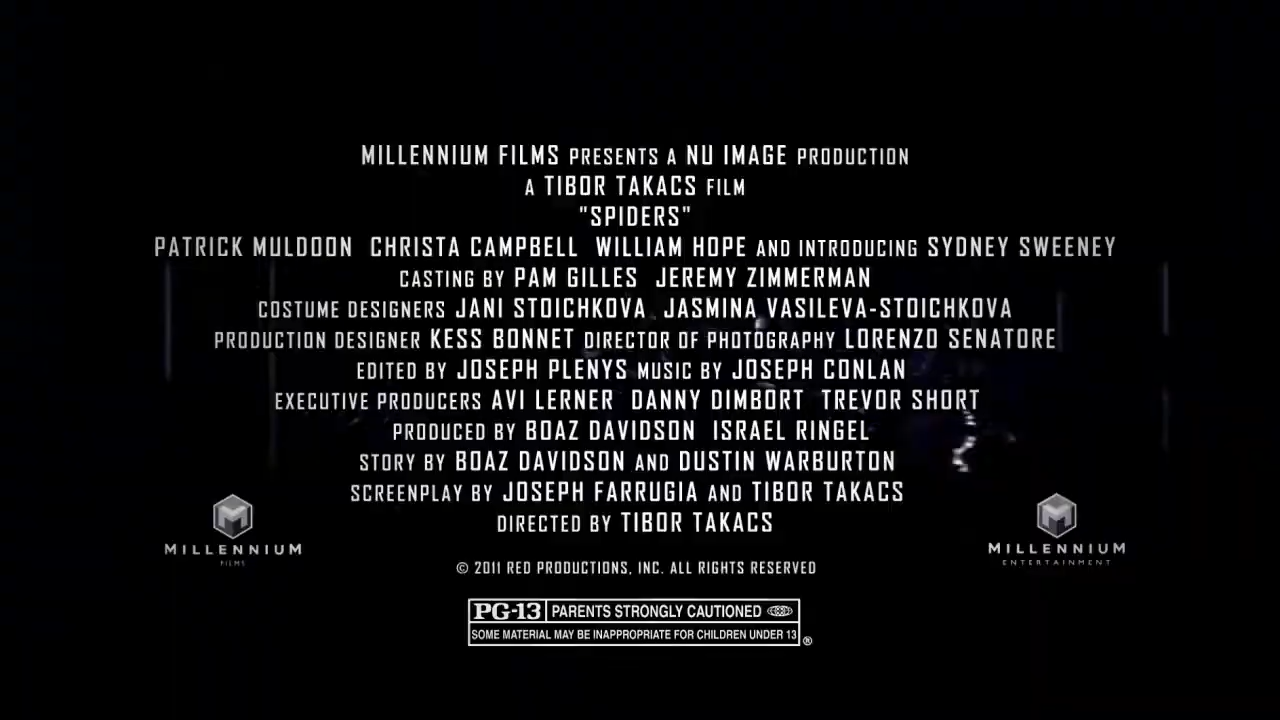 MILLENNIUM FILMS PRESENTS A NU IMAGE PRODUCTION
A TIBOR TAKACS FILM
"SPIDERS"
PATRICK MULDOON CHRISTA CAMPBELL WILLIAM HOPE AND INTRODUCING SYDNEY SWEENEY
CASTING BY PAM GILLES JEREMY ZIMMERMAN
COSTUME DESIGNERS JANI STOICHKOVA JASMINA VASILEVA-STOICHKOVA
PRODUCTION DESIGNER KESS BONNET DIRECTOR OF PHOTOGRAPHY LORENZO SENATORE
EDITED BY JOSEPH PLENYS MUSIC BY JOSEPH CONLAN
EXECUTIVE PRODUCERS AVI LERNER DANNY DIMBORT TREVOR SHORT
PRODUCED BY BOAZ DAVIDSON ISRAEL RINGEL
STORY BY BOAZ DAVIDSON AND DUSTIN WARBURTON
SCREENPLAY BY JOSEPH FARRUGIA AND TIBOR TAKACS
DIRECTED BY TIBOR TAKACS
MILLENNIUM
FILMS
MILLENNIUM
ENTERTAINMENT
© 2011 RED PRODUCTIONS, INC. ALL RIGHTS RESERVED
PG-13 PARENTS STRONGLY CAUTIONED
SOME MATERIAL MAY BE INAPPROPRIATE FOR CHILDREN UNDER 13 ®